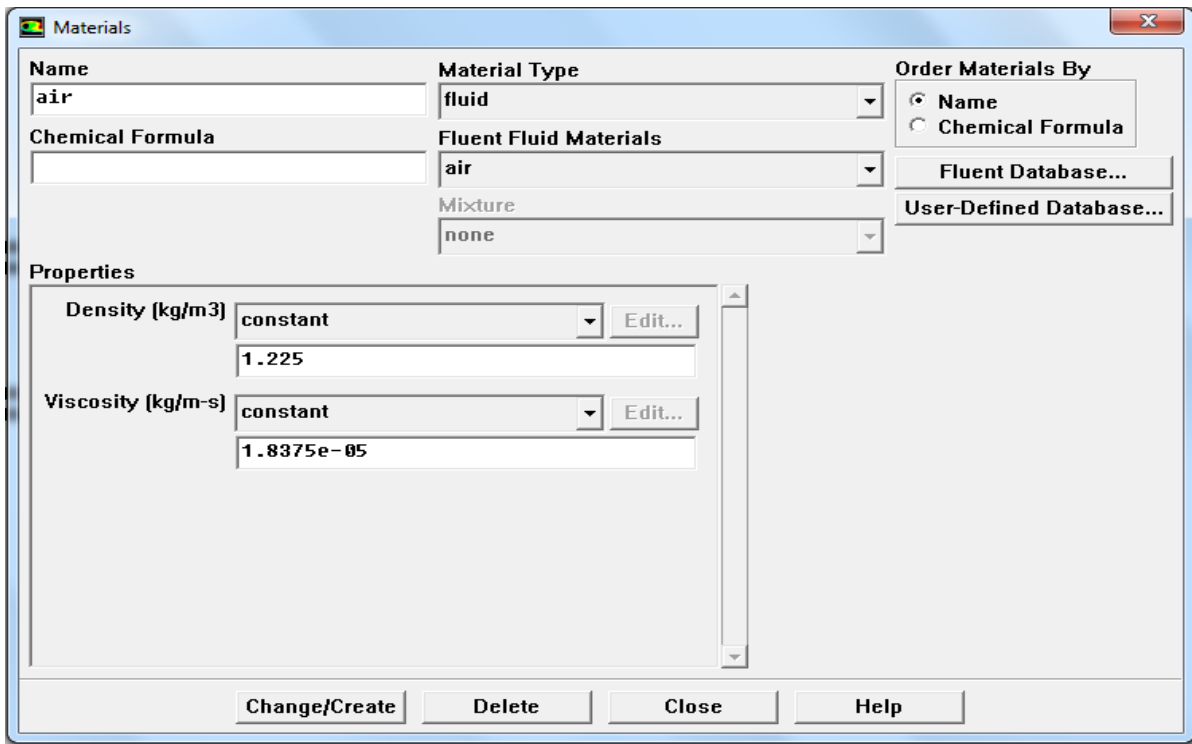 Materials
Name
air
Chemical Formula
Material Type
fluid
Fluent Fluid Materials
air
Mixture
none
Order Materials By
Name
Chemical Formula
Fluent Database...
User-Defined Database...
Properties
Density (kg/m3)
constant
Edit...
1.225
Viscosity (kg/m-s)
constant
Edit...
1.8375e-05
Change/Create
Delete
Close
Help